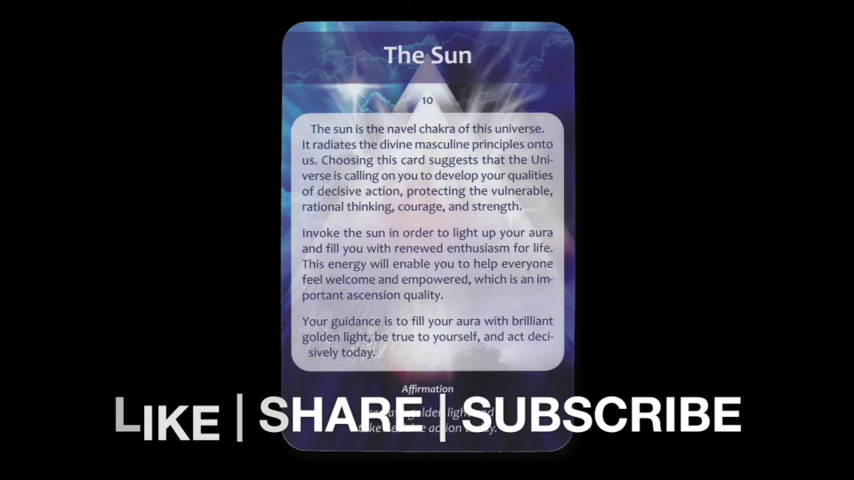 The Sun
10
The sun is the navel chakra of this universe.
It radiates the divine masculine principles onto
us. Choosing this card suggests that the Uni-
verse is calling on you to develop your qualities
of decisive action, protecting the vulnerable,
rational thinking, courage, and strength.
Invoke the sun in order to light up your aura
and fill you with renewed enthusiasm for life.
This energy will enable you to help everyone
feel welcome and empowered, which is an im-
portant ascension quality.
Your guidance is to fill your aura with brilliant
golden light, be true to yourself, and act deci-
sively today.
Affirmation
golden light and
action
LIKE | SHARE | SUBSCRIBE